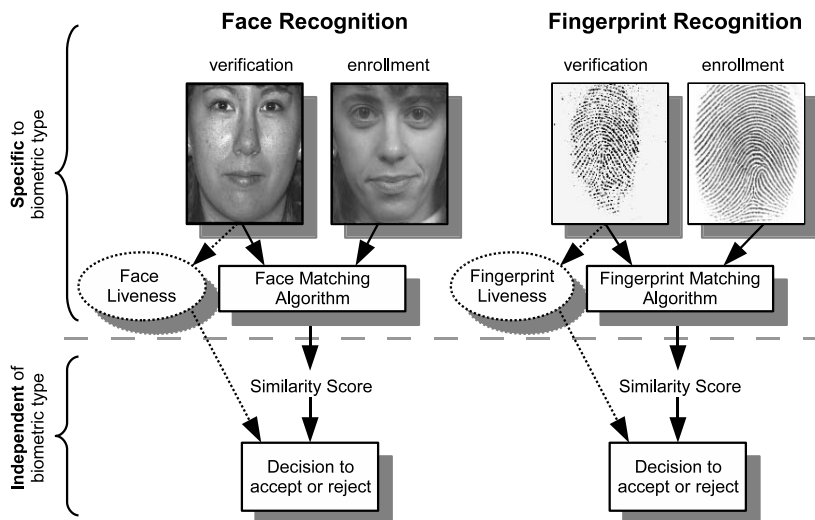 Face Recognition
Fingerprint Recognition
verification
enrollment
verification
enrollment
Specific to
biometric type
Face
Liveness
Face Matching
Algorithm
Fingerprint
Liveness
Fingerprint Matching
Algorithm
Independent of
biometric type
Similarity Score
Similarity Score
Decision to
accept or reject
Decision to
accept or reject